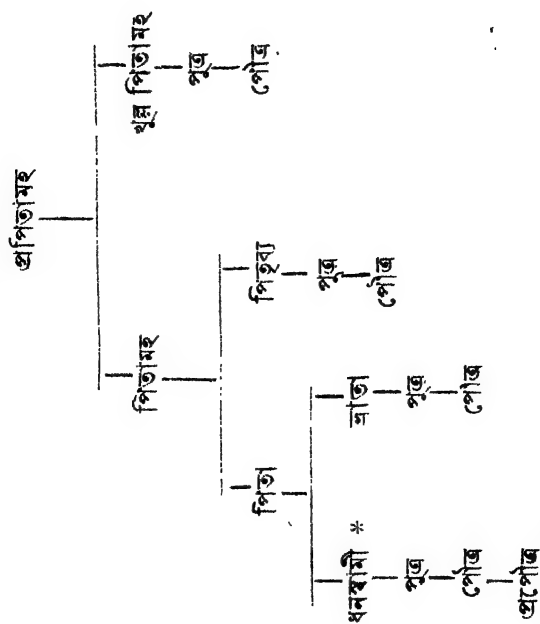 প্রপিতামহ
পিতামহ
খুল্ল পিতামহ
পুত্র
পৌত্র
পিতা
পিতৃব্য
পুত্র
পৌত্র
ধনস্বামী *
ভ্রাতা
পুত্র
পুত্র
পৌত্র
পৌত্র
প্রপৌত্র